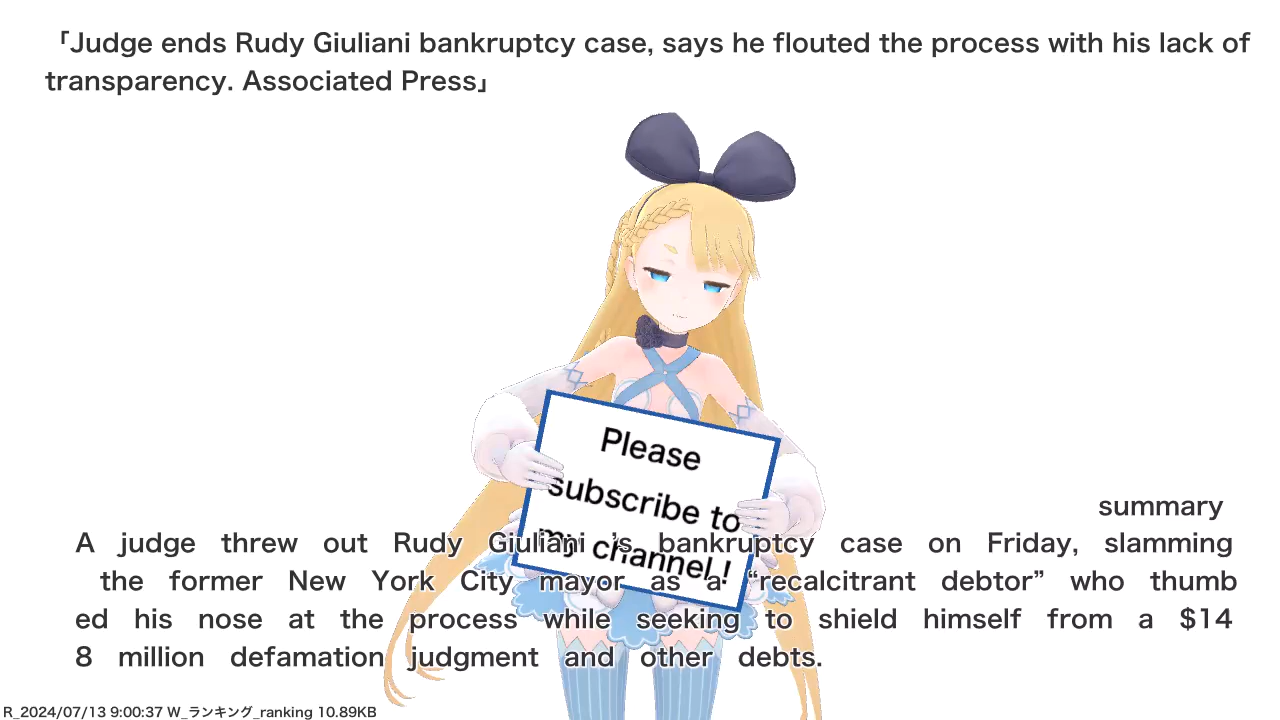 「Judge ends Rudy Giuliani bankruptcy case, says he flouted the process with his lack of
transparency. Associated Press」
Please
subscribe to
my channel !
summary
A judge threw out Rudy Giuliani 's bankruptcy case on Friday, slamming
the former New York City mayor as a “recalcitrant debtor” who thumb
ed his nose at the process while seeking to shield himself from a $14
8 million defamation judgment and other debts.
R_2024/07/13 9:00:37 W_ランキング_ranking 10.89KB